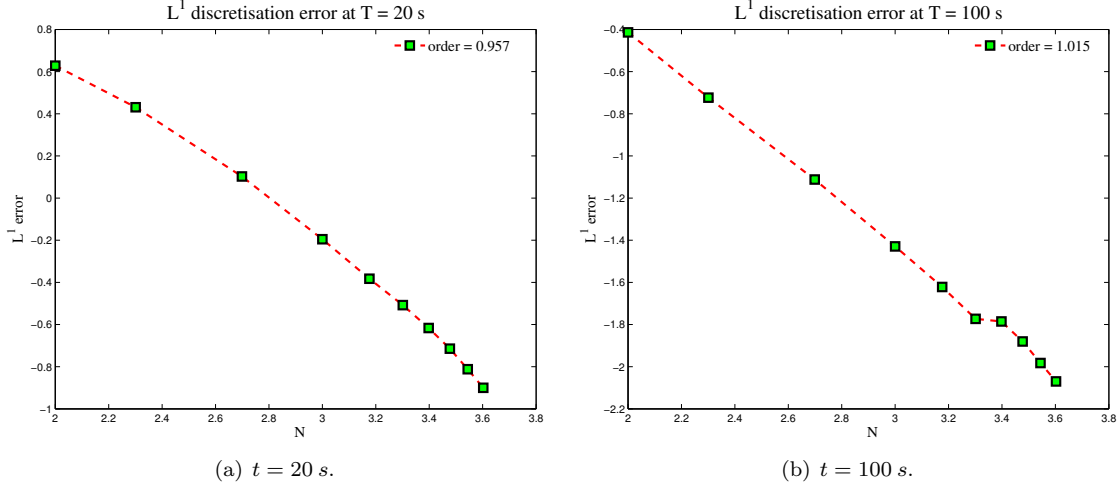 L¹ discretisation error at T = 20 s
order = 0.957
L¹ error
0.8
0.6
0.4
0.2
0
−0.2
−0.4
−0.6
−0.8
−1
2 2.2 2.4 2.6 2.8 3 3.2 3.4 3.6 3.8
N
(a) t = 20 s.
L¹ discretisation error at T = 100 s
order = 1.015
L¹ error
−0.4
−0.6
−0.8
−1
−1.2
−1.4
−1.6
−1.8
−2
−2.2
2 2.2 2.4 2.6 2.8 3 3.2 3.4 3.6 3.8
N
(b) t = 100 s.